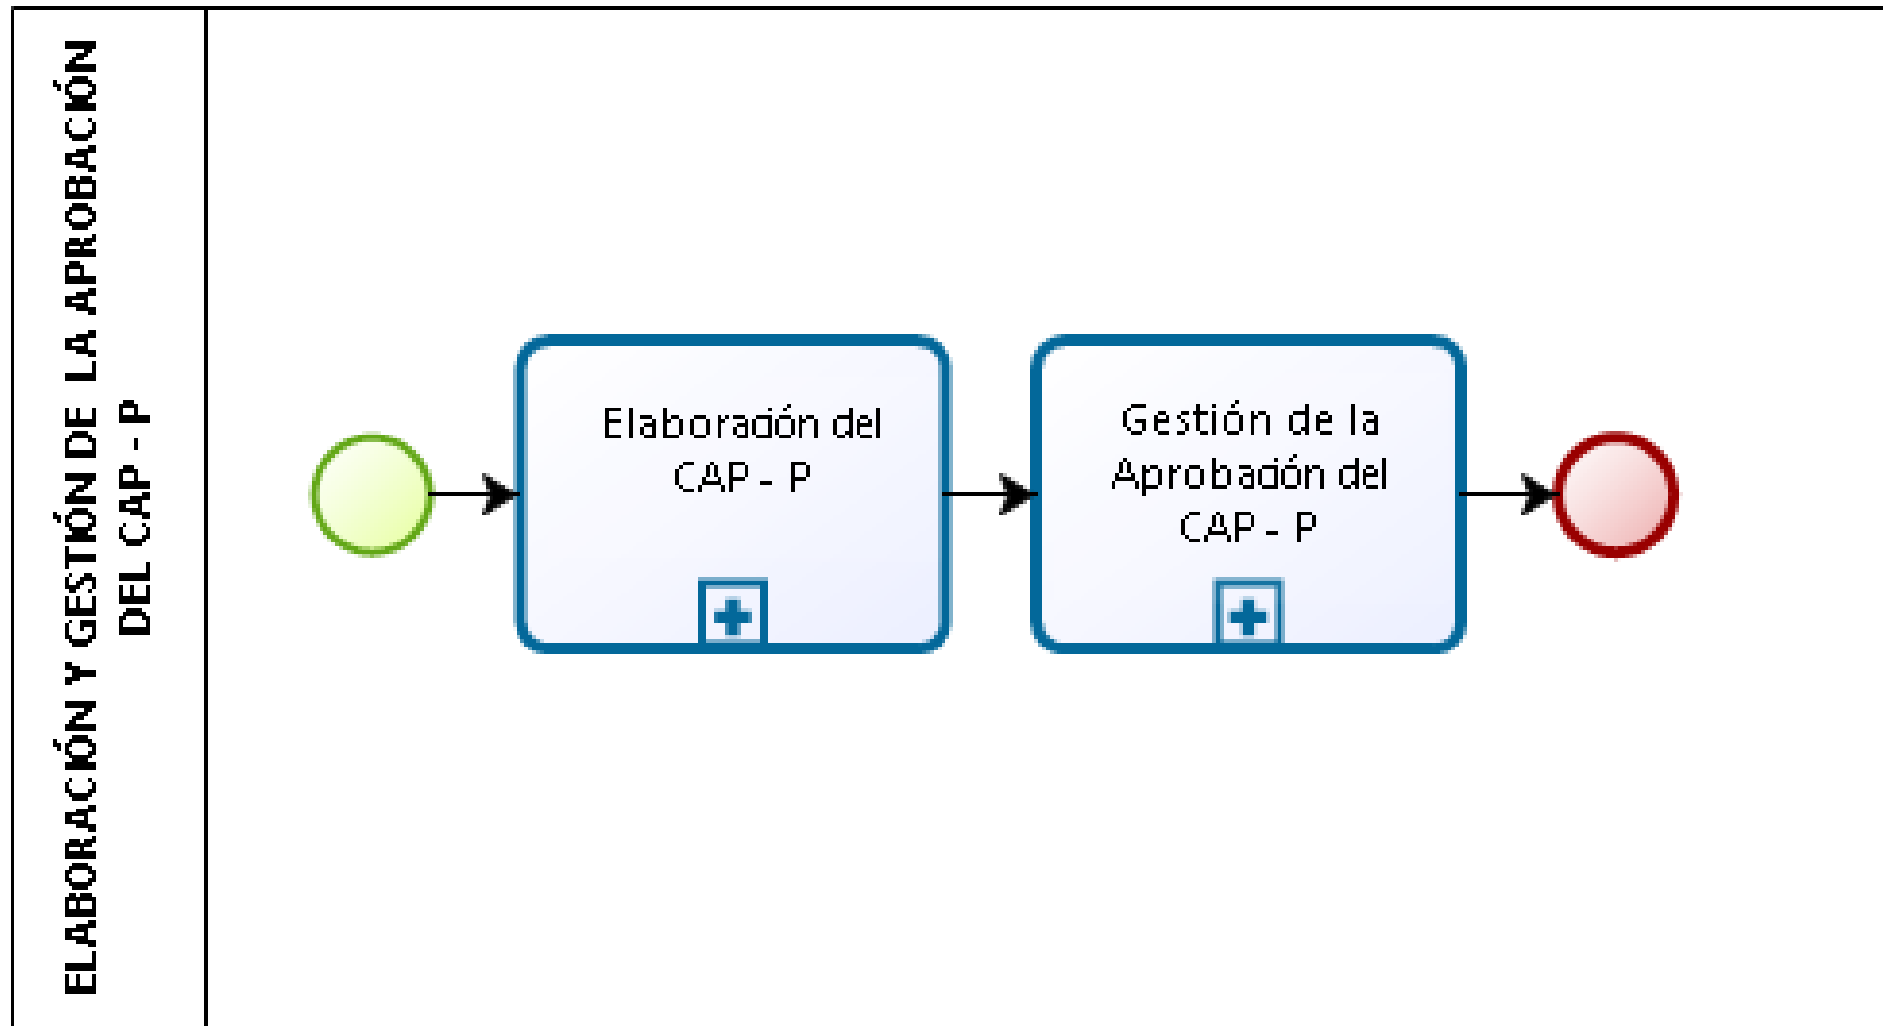 ELABORACIÓN Y GESTIÓN DE LA APROBACIÓN
DEL CAP - P
Elaboración del
CAP - P
Gestión de la
Aprobación del
CAP - P